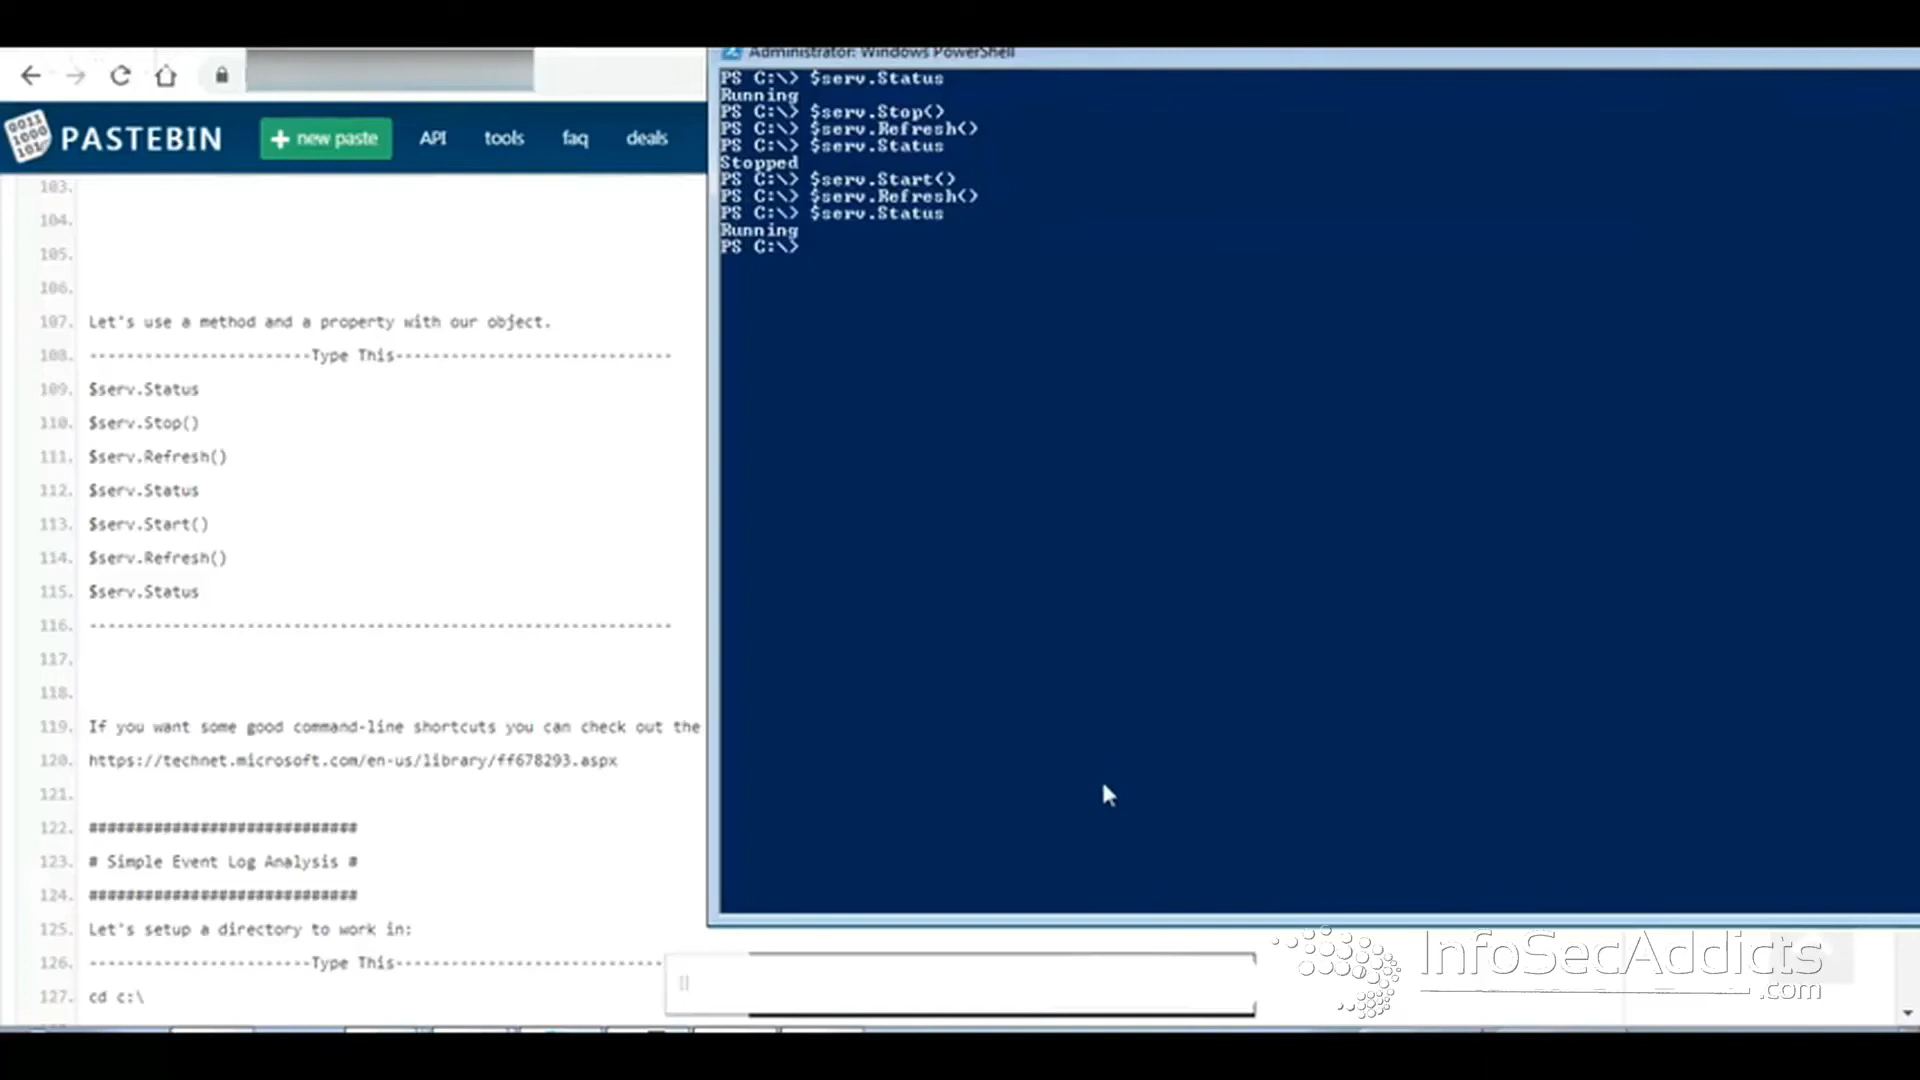 Administrator: Windows PowerShell
0011
1000
101
PASTEBIN
+ new paste
API
tools
faq
deals
103.
104.
105.
106.
107. Let's use a method and a property with our object.
108. ------------------------Type This------------------------------
109. $serv.Status
110. $serv.Stop()
111. $serv.Refresh()
112. $serv.Status
113. $serv.Start()
114. $serv.Refresh()
115. $serv.Status
116. ---------------------------------------------------------------
117.
118.
119. If you want some good command-line shortcuts you can check out the
120. https://technet.microsoft.com/en-us/library/ff678293.aspx
121.
122. #############################
123. # Simple Event Log Analysis #
124. #############################
125. Let's setup a directory to work in:
126. ------------------------Type This-----------------------------
127. cd c:\
PS C:\> $serv.Status
Running
PS C:\> $serv.Stop()
PS C:\> $serv.Refresh()
PS C:\> $serv.Status
Stopped
PS C:\> $serv.Start()
PS C:\> $serv.Refresh()
PS C:\> $serv.Status
Running
PS C:\>
InfoSecAddicts
.com